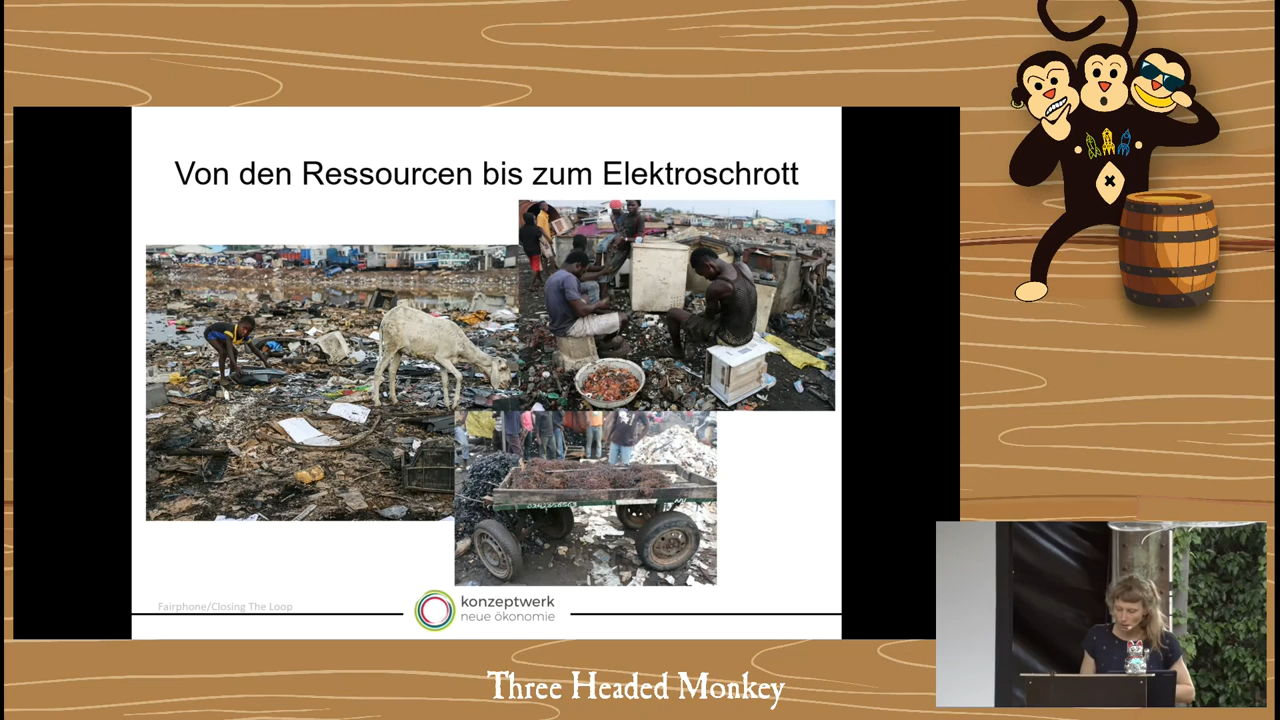 Von den Ressourcen bis zum Elektroschrott
Fairphone/Closing The Loop
konzeptwerk
neue ökonomie
Three Headed Monkey